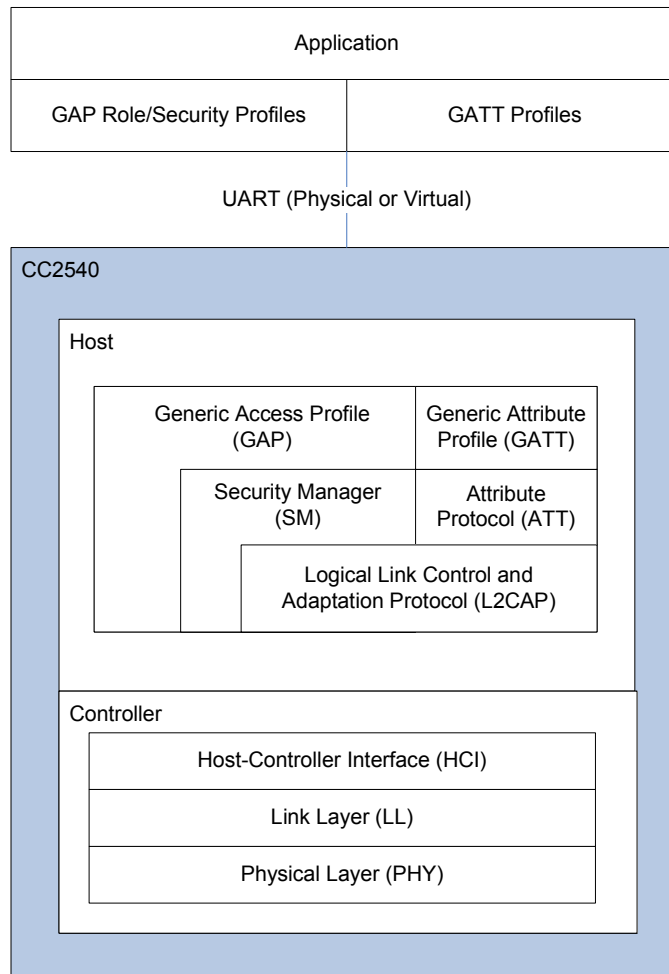 Application
GAP Role/Security Profiles
GATT Profiles
UART (Physical or Virtual)
CC2540
Host
Generic Access Profile
(GAP)
Generic Attribute
Profile (GATT)
Security Manager
(SM)
Attribute
Protocol (ATT)
Logical Link Control and
Adaptation Protocol (L2CAP)
Controller
Host-Controller Interface (HCI)
Link Layer (LL)
Physical Layer (PHY)